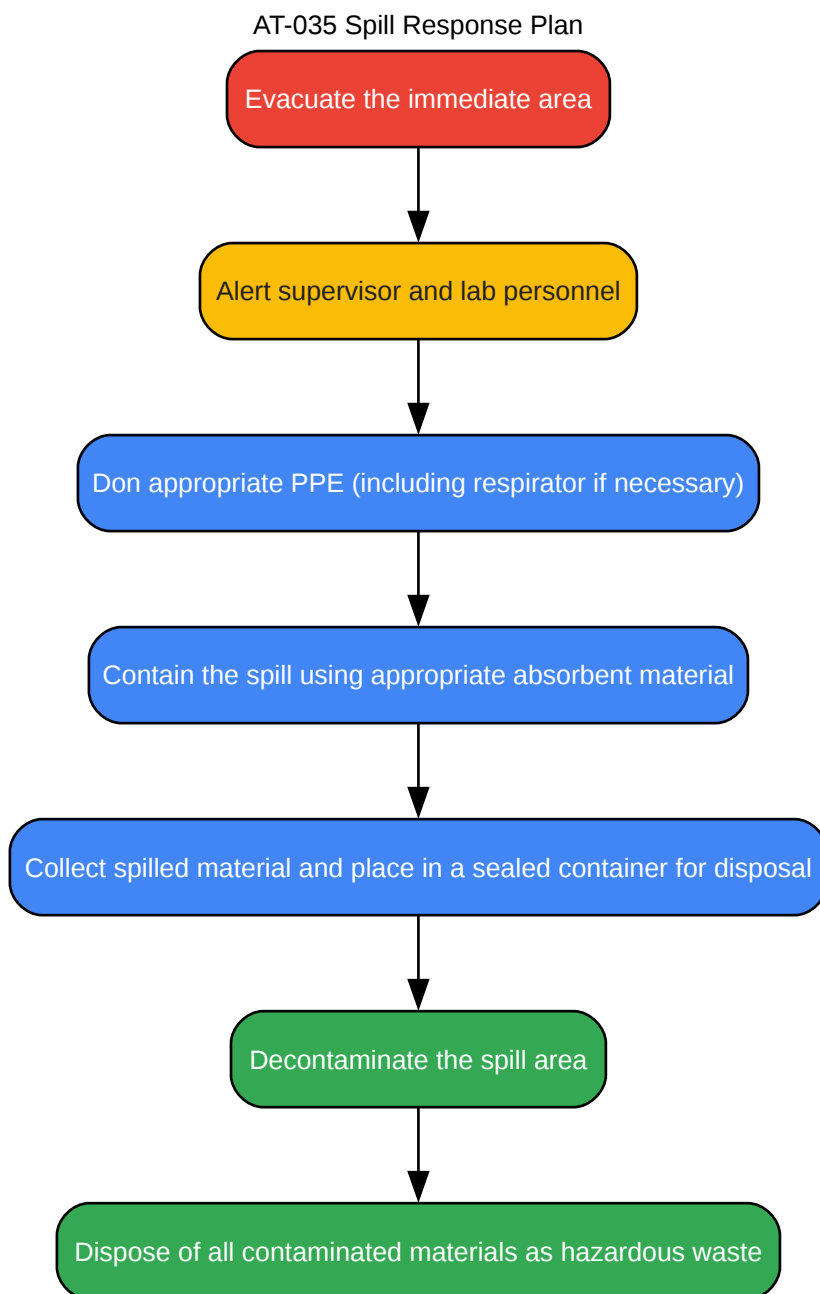 AT-035 Spill Response Plan
Evacuate the immediate area
Alert supervisor and lab personnel
Don appropriate PPE (including respirator if necessary)
Contain the spill using appropriate absorbent material
Collect spilled material and place in a sealed container for disposal
Decontaminate the spill area
Dispose of all contaminated materials as hazardous waste